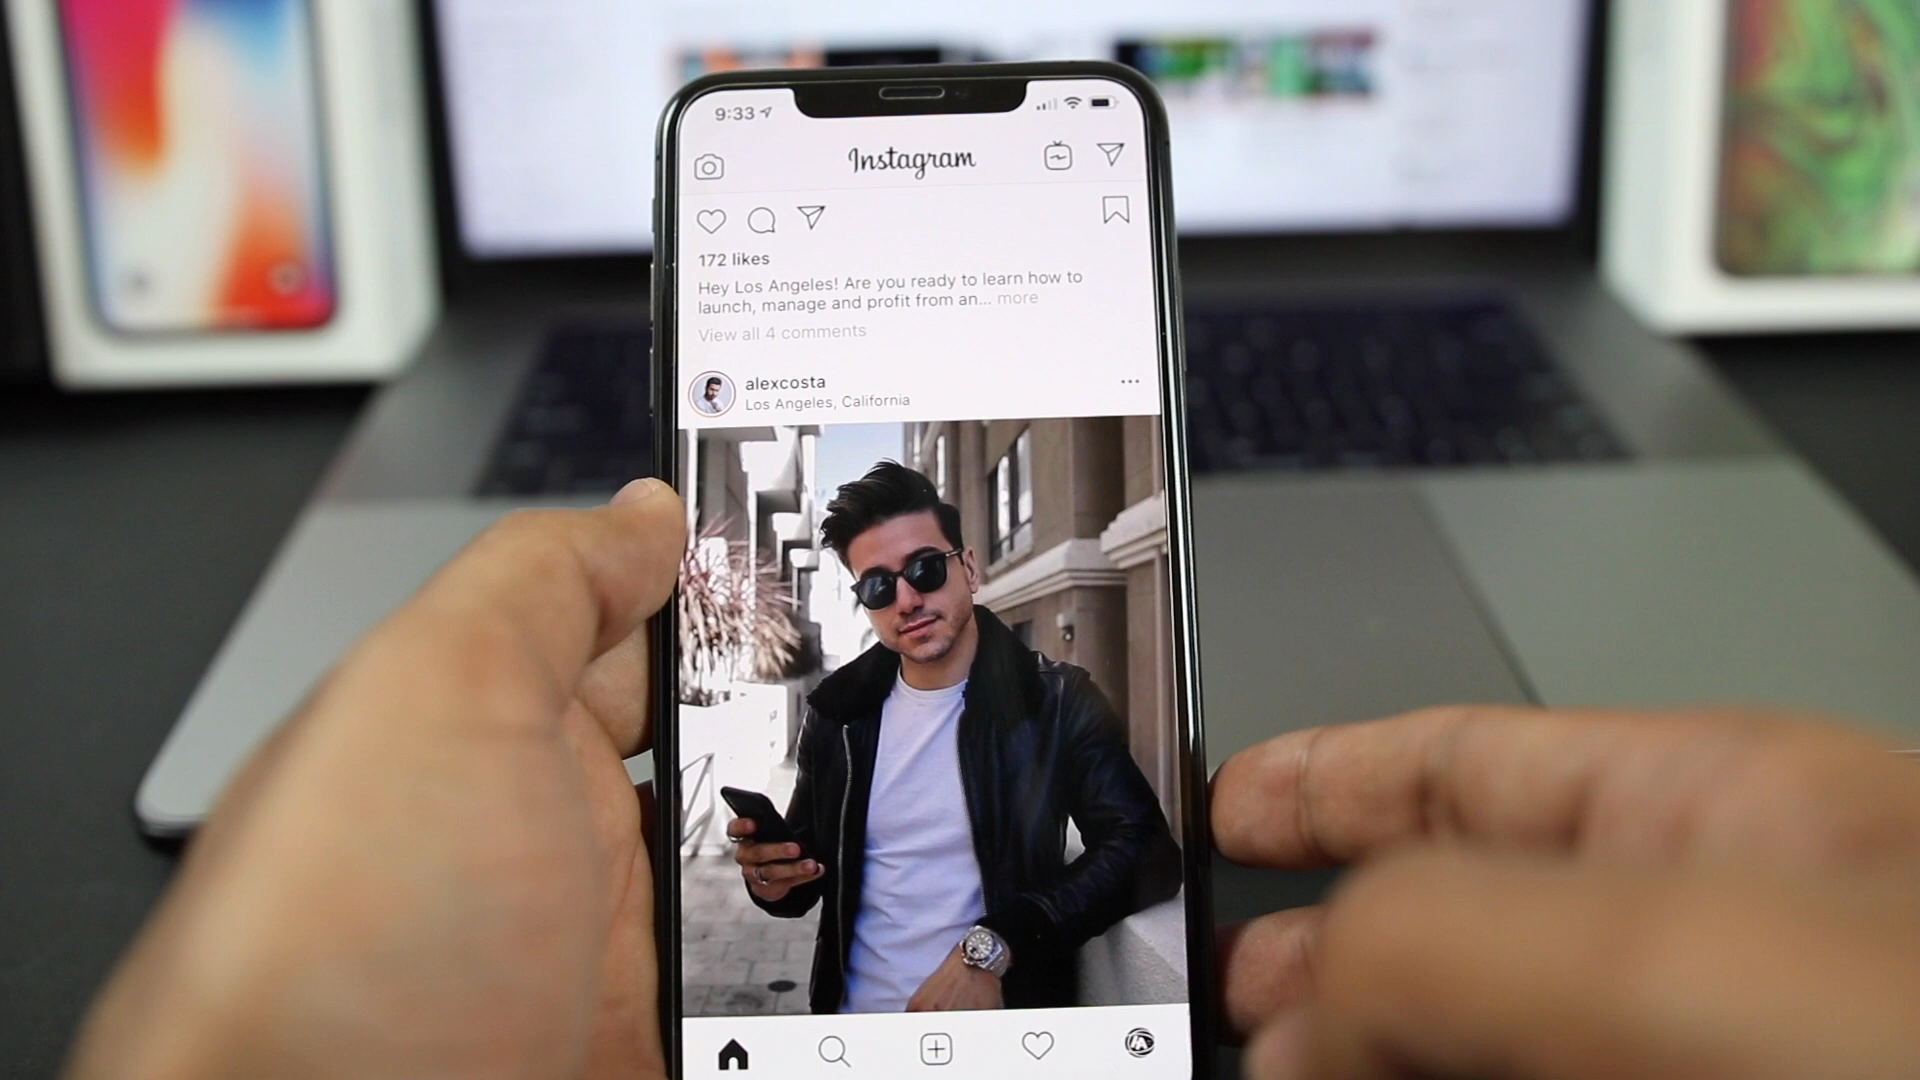 9:33
Instagram
172 likes
Hey Los Angeles! Are you ready to learn how to
launch, manage and profit from an... more
View all 4 comments
alexcosta
Los Angeles, California